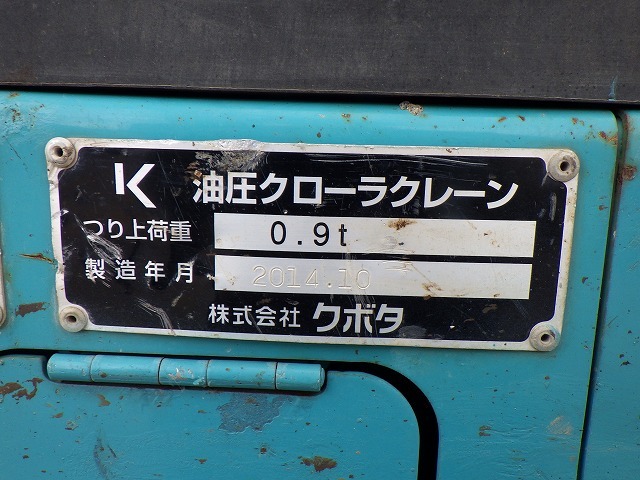 K 油圧クローラクレーン
つり上荷重 0.9t
製造年月 2014.10
株式会社 クボタ